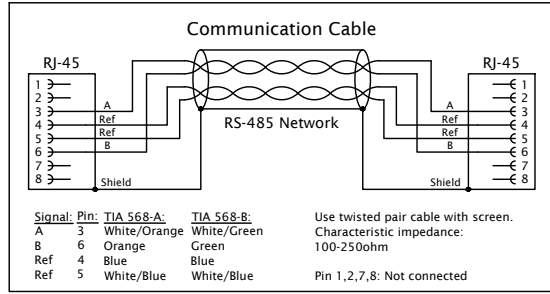 Communication Cable
RJ-45
RJ-45
1
2
3
4
5
6
7
8
A
Ref
Ref
B
Shield
RS-485 Network
A
Ref
Ref
B
Shield
1
2
3
4
5
6
7
8
Signal: Pin: TIA 568-A: TIA 568-B:
A 3 White/Orange White/Green
B 6 Orange Green
Ref 4 Blue Blue
Ref 5 White/Blue White/Blue
Use twisted pair cable with screen.
Characteristic impedance:
100-250ohm
Pin 1,2,7,8: Not connected